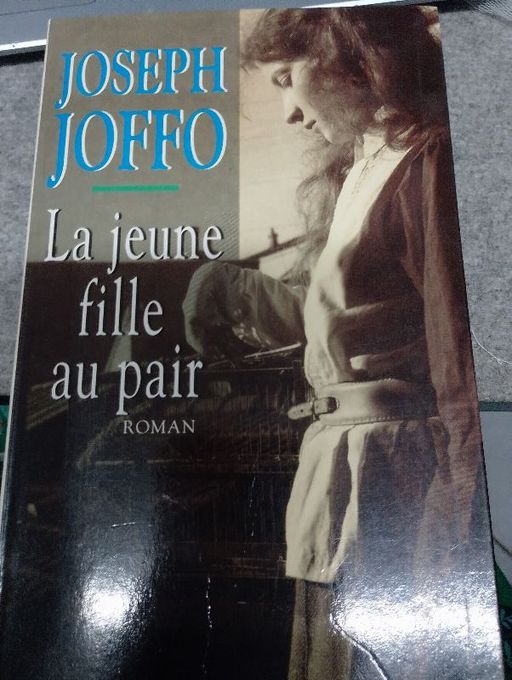 JOSEPH
JOFFO
La jeune
fille
au pair
ROMAN